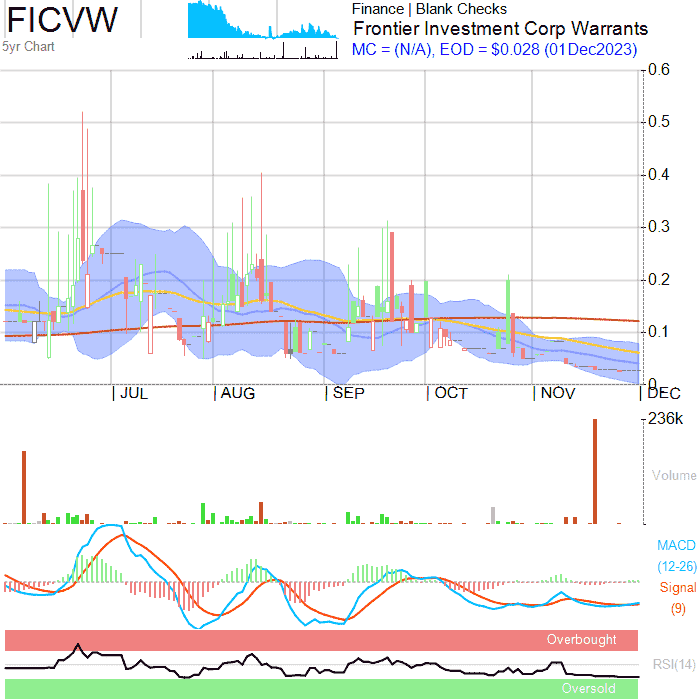 FICVW
5yr Chart
Finance | Blank Checks
Frontier Investment Corp Warrants
MC = (N/A), EOD = $0.028 (01Dec2023)
0.6
0.5
0.4
0.3
0.2
0.1
0
JUL AUG SEP OCT NOV DEC
236k
Volume
MACD
(12-26)
Signal
(9)
Overbought
RSI(14)
Oversold